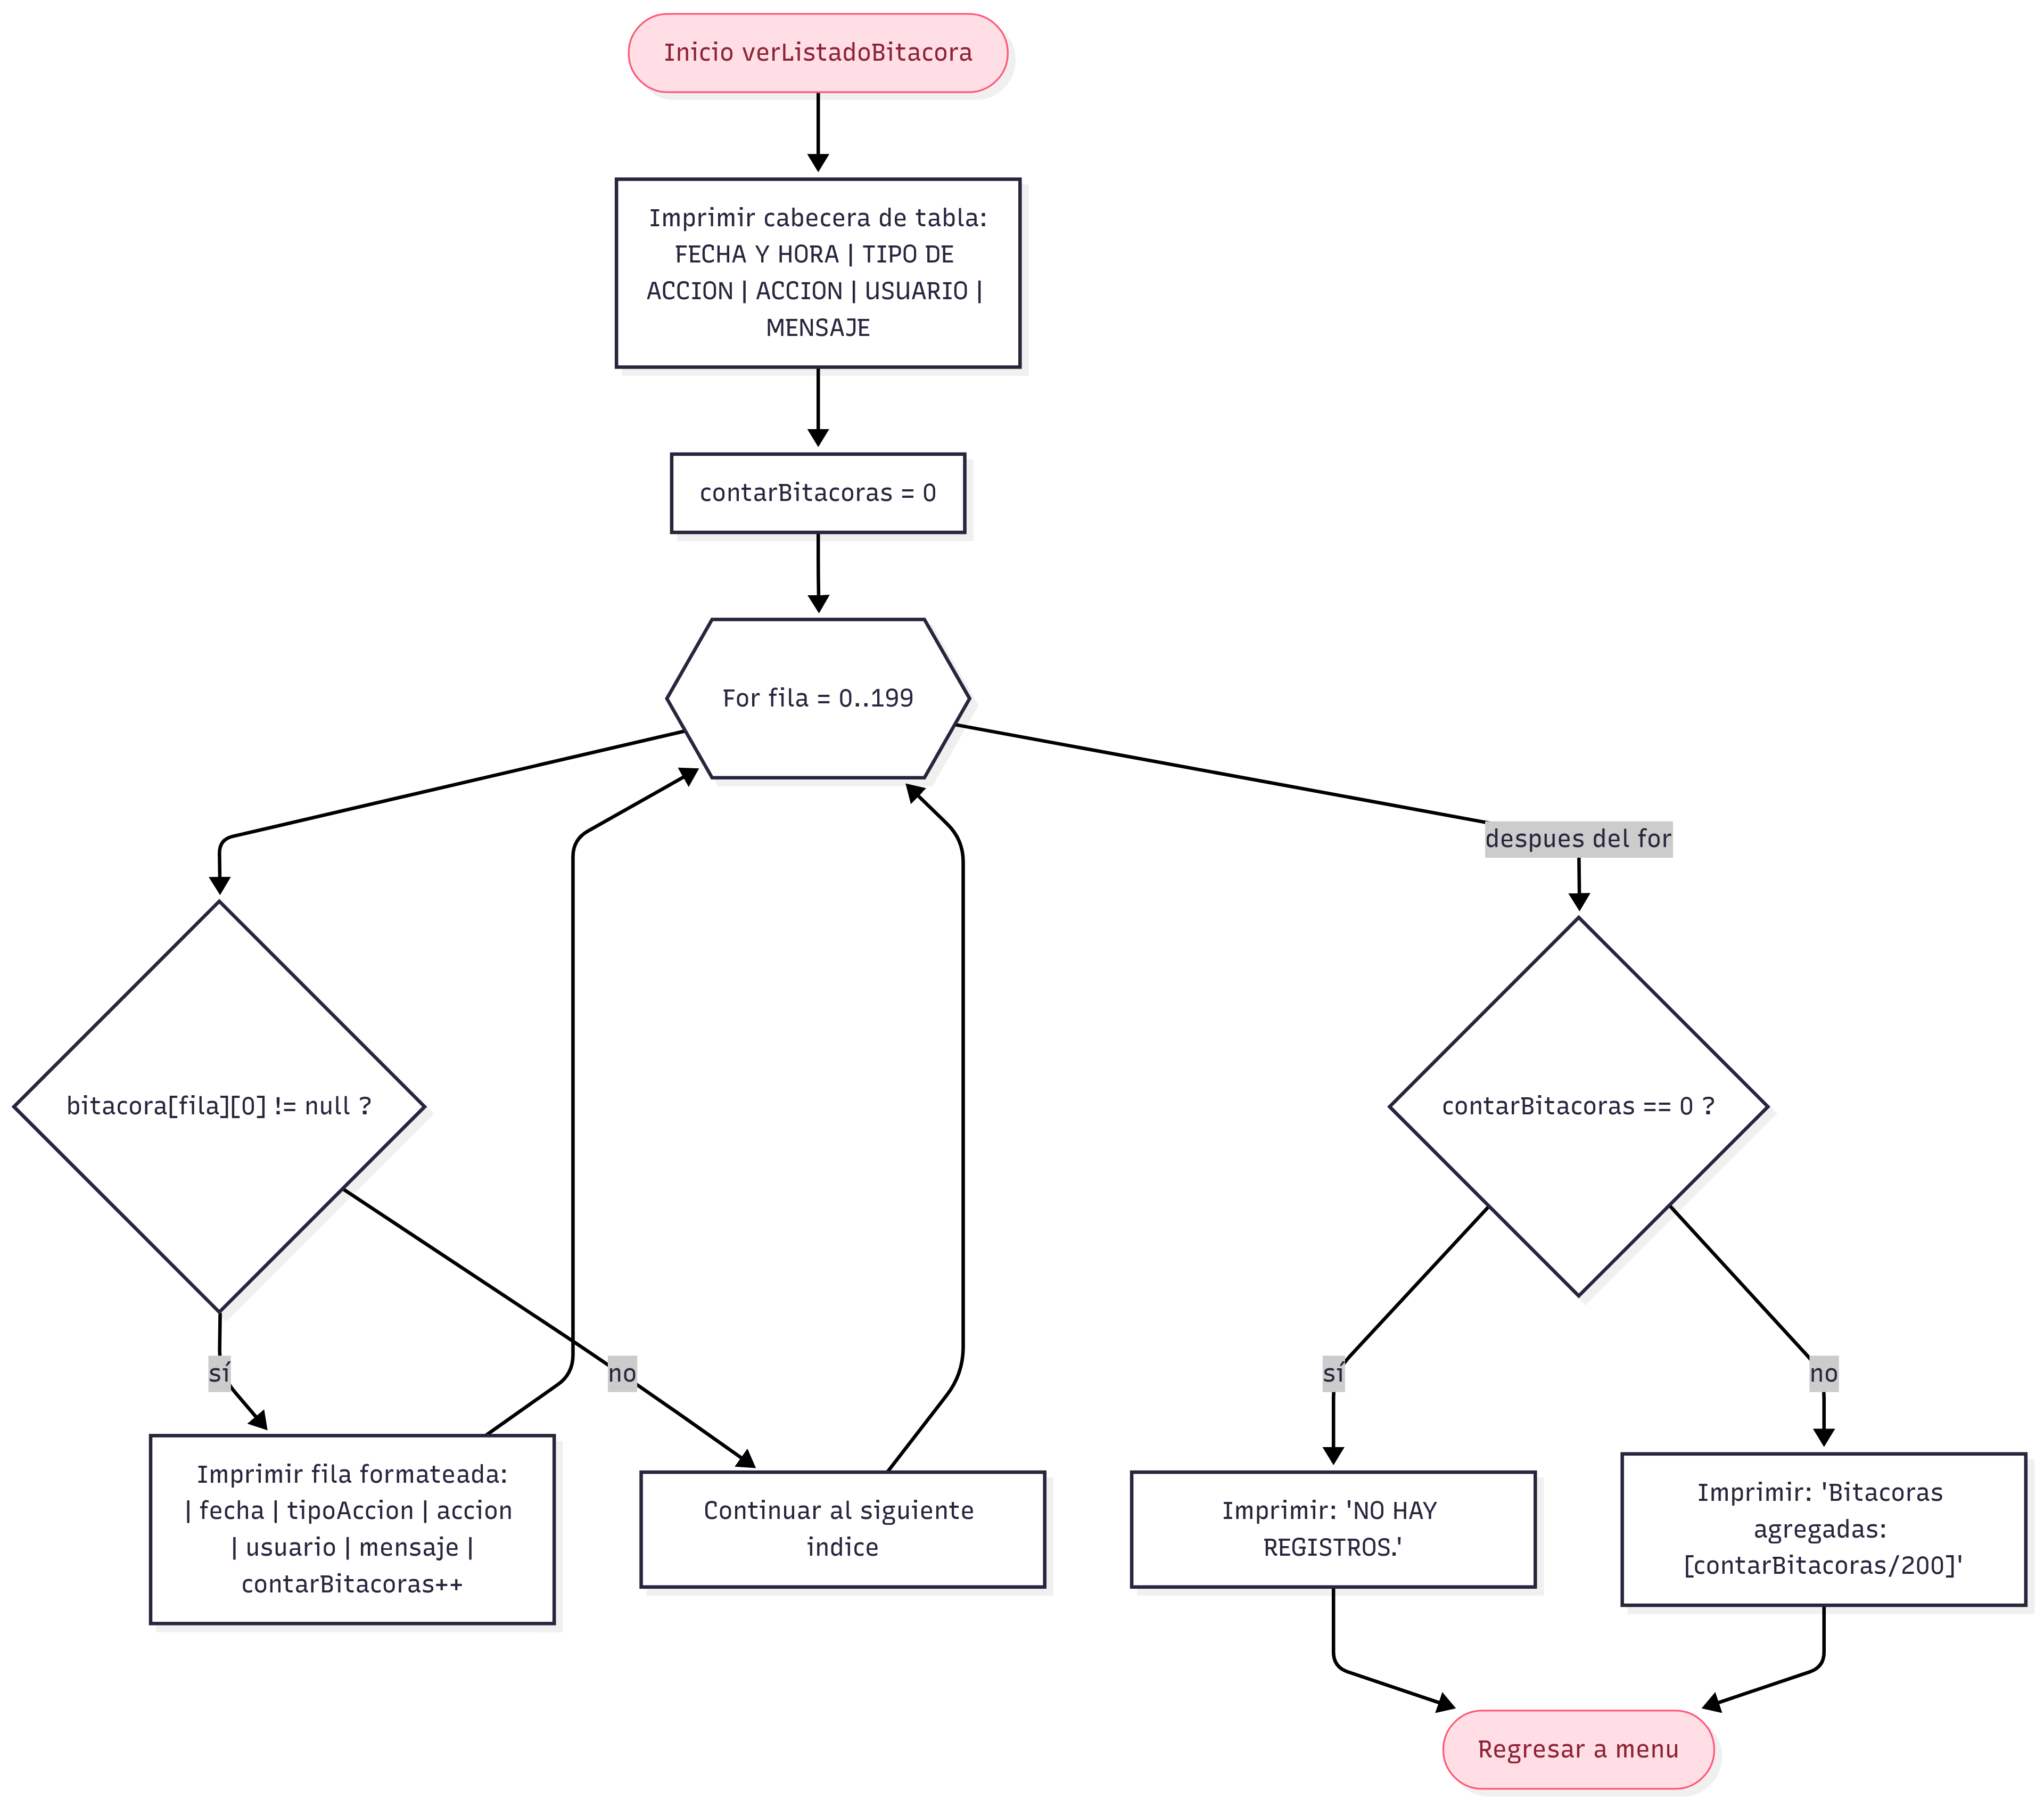 Inicio verListadoBitacora
Imprimir cabecera de tabla:
FECHA Y HORA | TIPO DE
ACCION | ACCION | USUARIO |
MENSAJE
contarBitacoras = 0
For fila = 0..199
despues del for
bitacora[fila][0] != null ?
contarBitacoras == 0 ?
sí
no
sí
no
Imprimir fila formateada:
| fecha | tipoAccion | accion
| usuario | mensaje |
contarBitacoras++
Continuar al siguiente
indice
Imprimir: 'NO HAY
REGISTROS.'
Imprimir: 'Bitacoras
agregadas:
[contarBitacoras/200]'
Regresar a menu